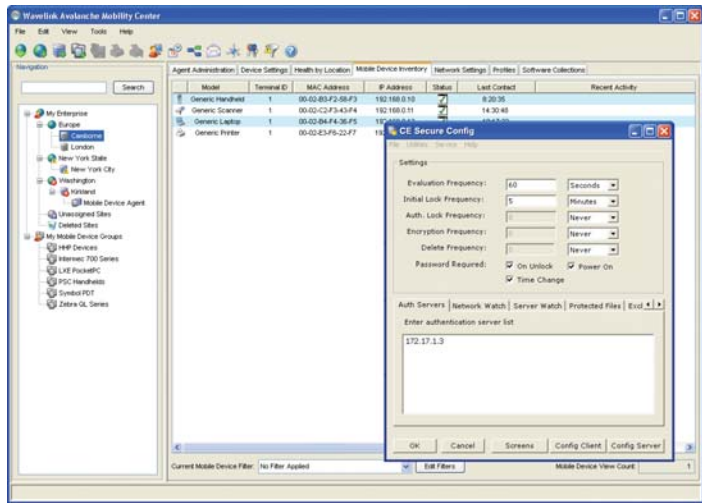 Wavelink Avalanche Mobility Center
File Edit View Tools Help
Navigation
Search
My Enterprise
Europe
Camborne
London
New York State
New York City
Washington
Kirkland
Mobile Device Agent
Unassigned Sites
Deleted Sites
My Mobile Device Groups
HHP Devices
Intermec 700 Series
LXE PocketPC
PSC Handhelds
Symbol PDT
Zebra QL Series
Agent Administration Device Settings Health by Location Mobile Device Inventory Network Settings Profiles Software Collections
Model Terminal ID MAC Address IP Address Status Last Contact Recent Activity
Generic Handheld 1 00-02-B3-F2-58-F3 192.168.0.10 8:20:35
Generic Scanner 1 00-02-C2-F3-43-F4 192.168.0.11 14:30:48
Generic Laptop 1 00-02-B4-F4-36-F5
Generic Printer 1 00-02-E3-F6-22-F7
CE Secure Config
File Utilities Service Help
Settings
Evaluation Frequency: 60 Seconds
Initial Lock Frequency: 5 Minutes
Auth. Lock Frequency: Never
Encryption Frequency: Never
Delete Frequency: Never
Password Required: On Unlock Power On
Time Change
Auth Servers Network Watch Server Watch Protected Files Excl
Enter authentication server list
172.17.1.3
OK Cancel Screens Config Client Config Server
Current Mobile Device Filter: No Filter Applied Edit Filters Mobile Device View Count: 1